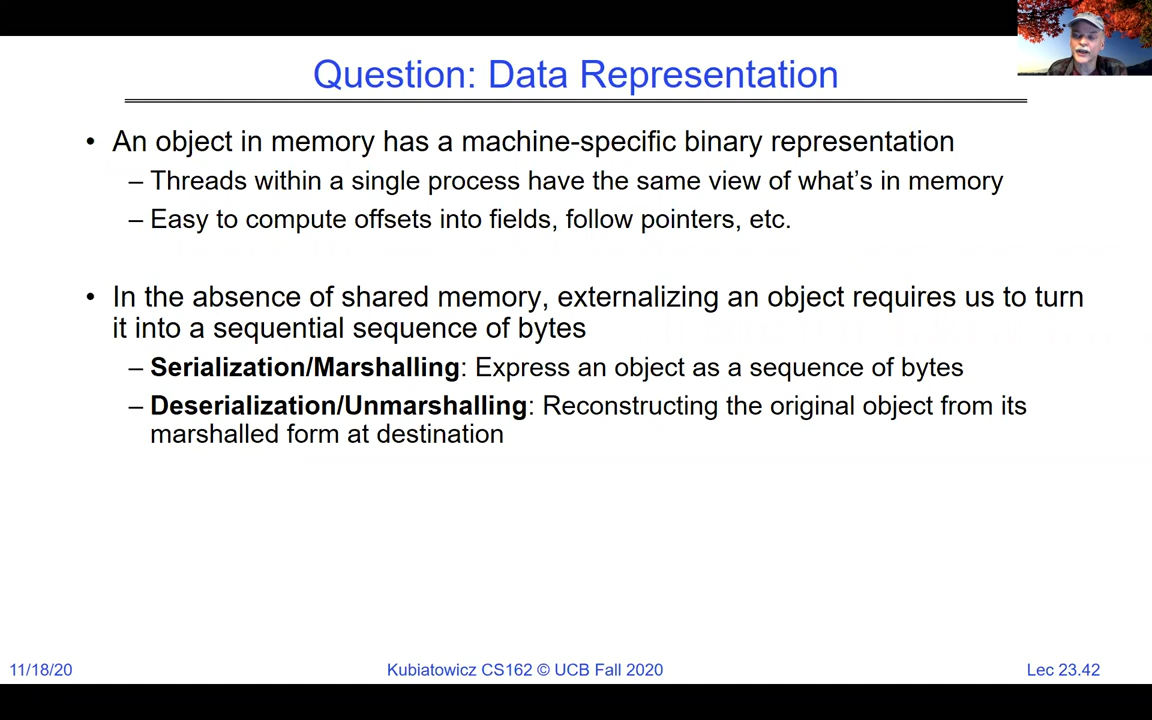 Question: Data Representation
• An object in memory has a machine-specific binary representation
– Threads within a single process have the same view of what's in memory
– Easy to compute offsets into fields, follow pointers, etc.
• In the absence of shared memory, externalizing an object requires us to turn
it into a sequential sequence of bytes
– Serialization/Marshalling: Express an object as a sequence of bytes
– Deserialization/Unmarshalling: Reconstructing the original object from its
marshalled form at destination
11/18/20
Kubiatowicz CS162 © UCB Fall 2020
Lec 23.42